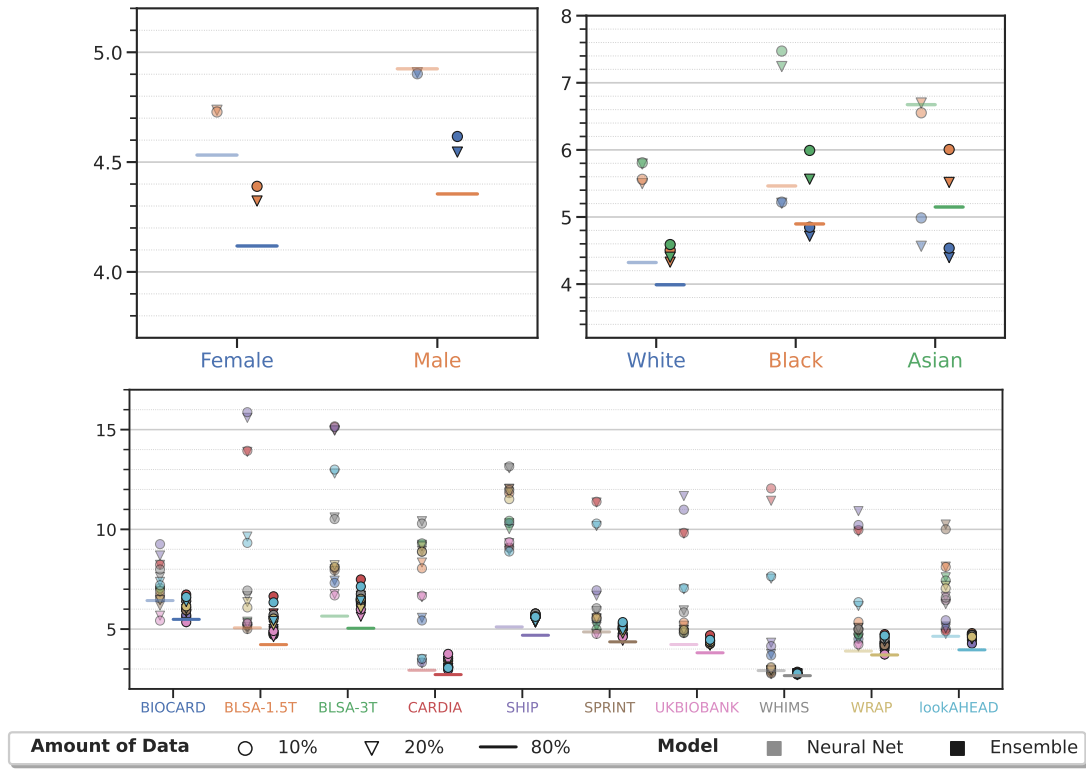 5.0
4.5
4.0
Female Male
8
7
6
5
4
White Black Asian
15
10
5
BIOCARD BLSA-1.5T BLSA-3T CARDIA SHIP SPRINT UKBIOBANK WHIMS WRAP lookAHEAD
Amount of Data 10% 20% 80% Model Neural Net Ensemble